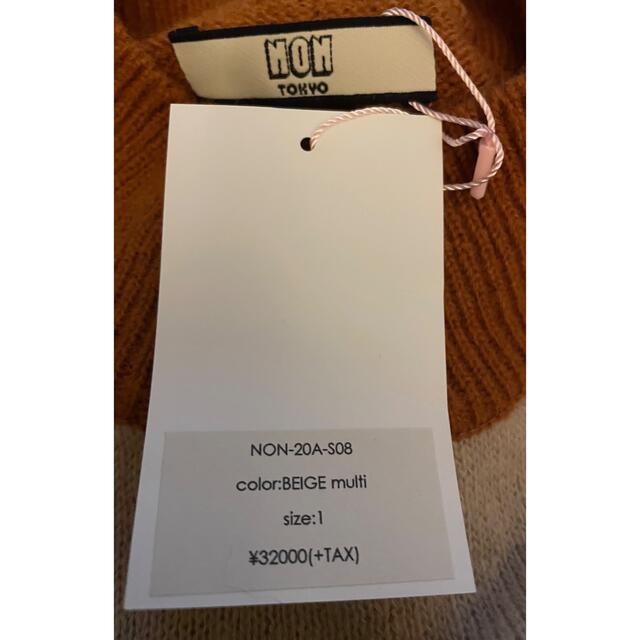 NON
TOKYO
NON-20A-S08
color:BEIGE multi
size:1
¥32000(+TAX)